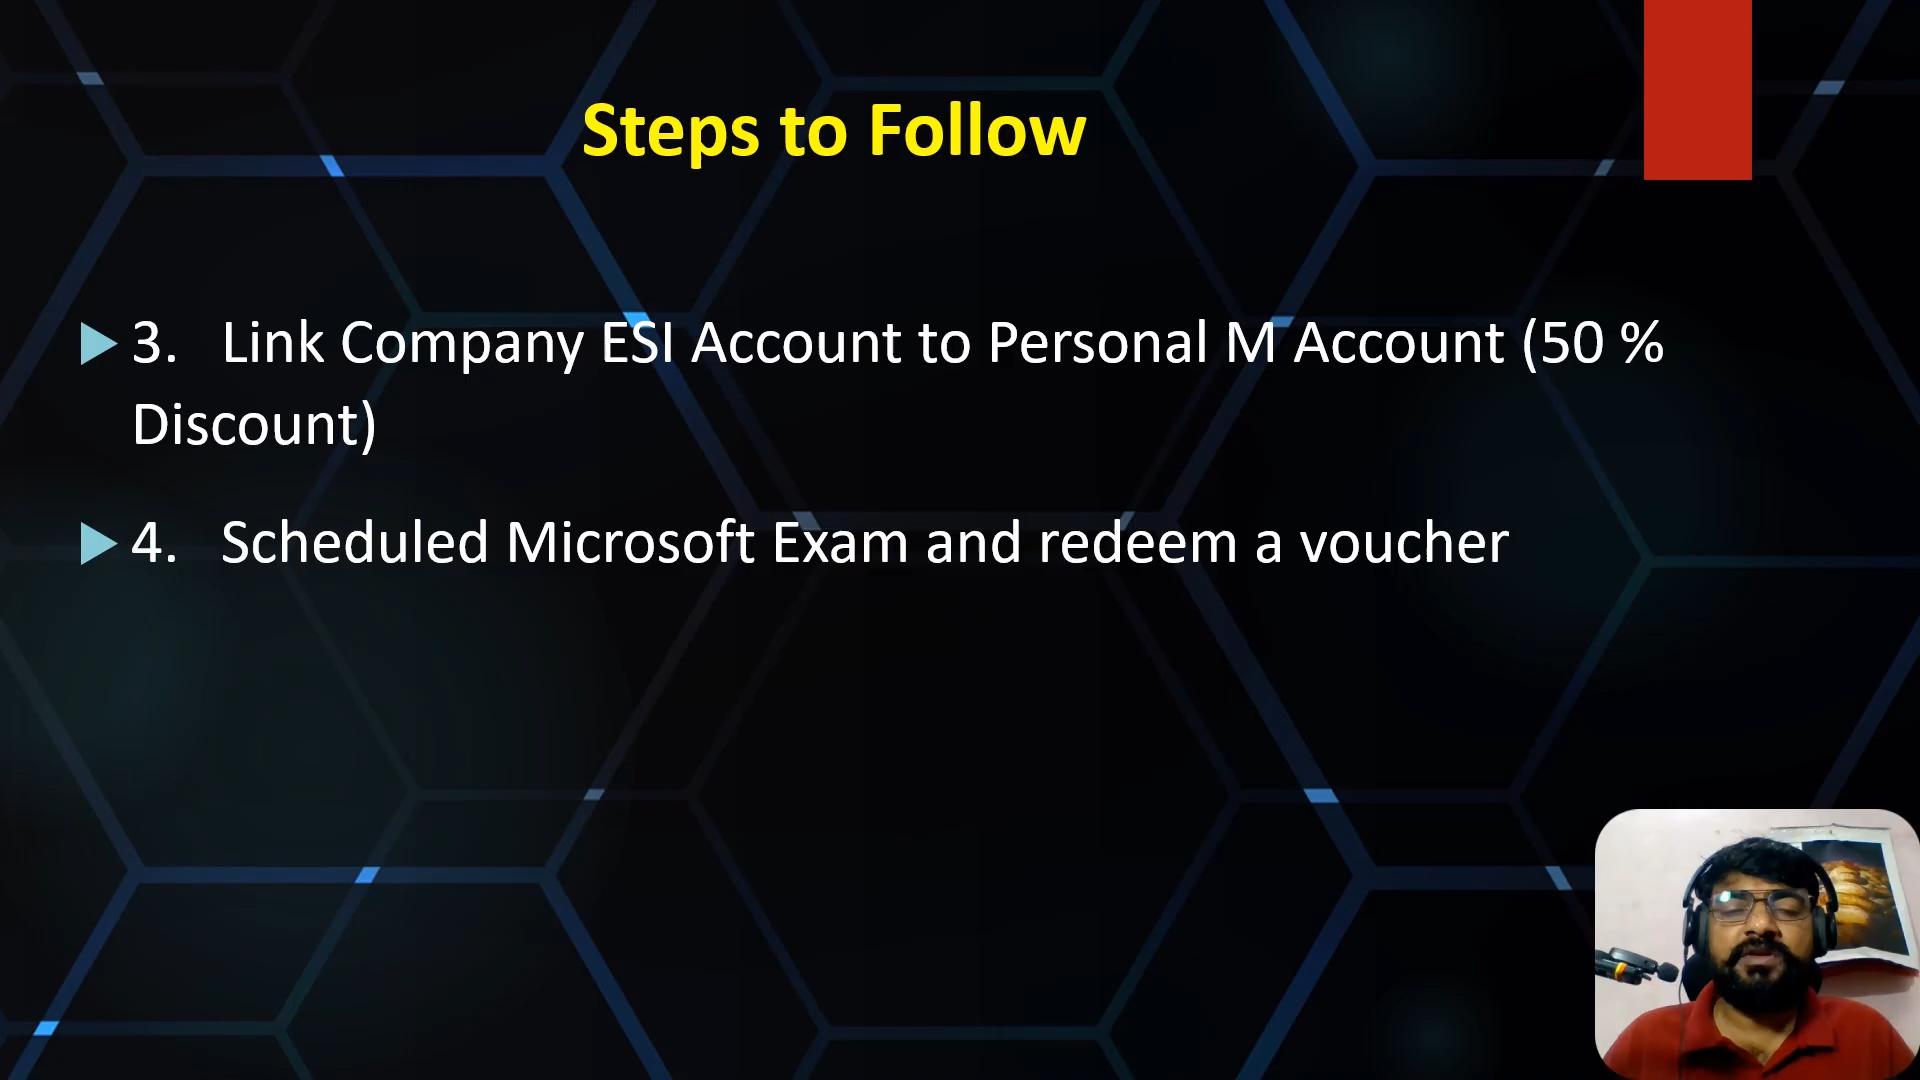 Steps to Follow
3. Link Company ESI Account to Personal M Account (50 %
Discount)
4. Scheduled Microsoft Exam and redeem a voucher